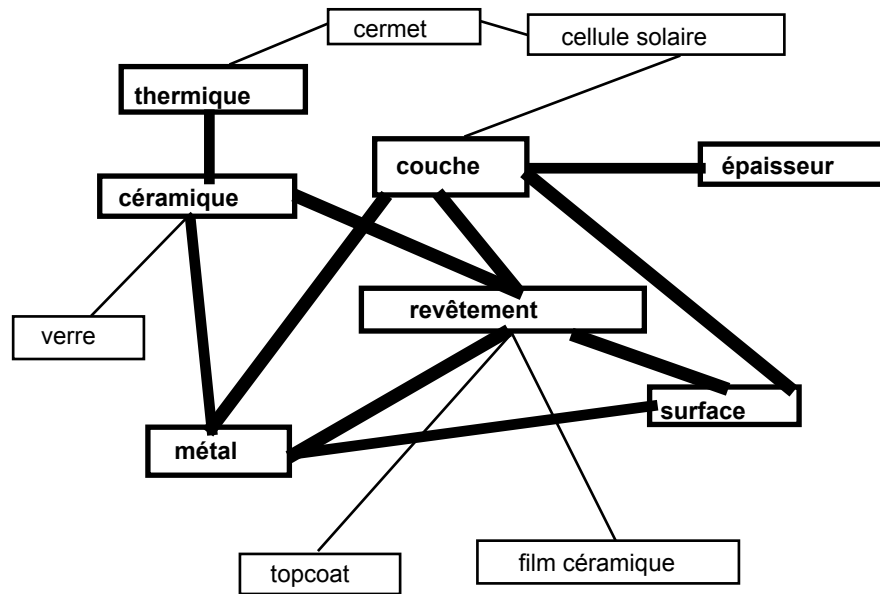 cermet
cellule solaire
thermique
couche
épaisseur
céramique
revêtement
verre
surface
métal
topcoat
film céramique